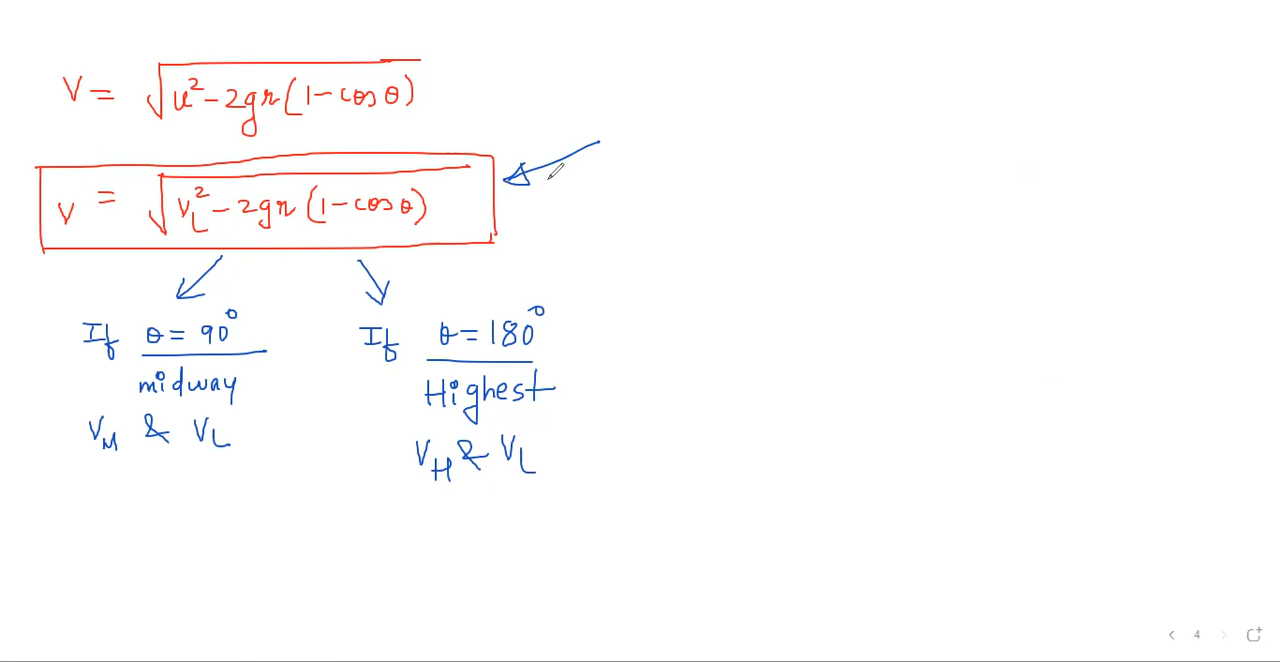 V = √(u² - 2gr(1 - cos θ)
v = √(V_L² - 2gr(1 - cos θ)
If θ = 90° If θ = 180°
midway Highest
V_M & V_L V_H & V_L
4